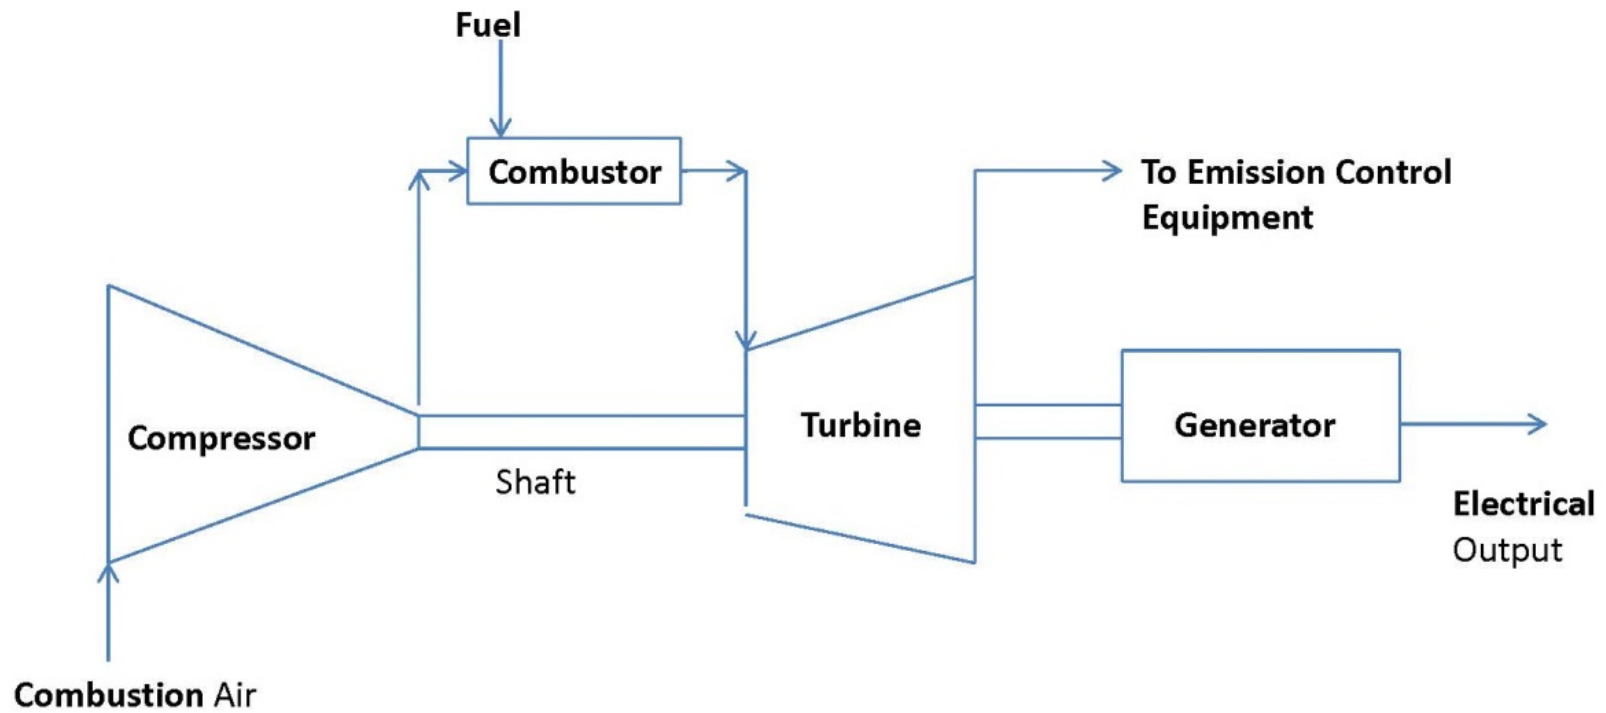 Fuel
Combustor
To Emission Control
Equipment
Compressor
Shaft
Turbine
Generator
Electrical
Output
Combustion Air